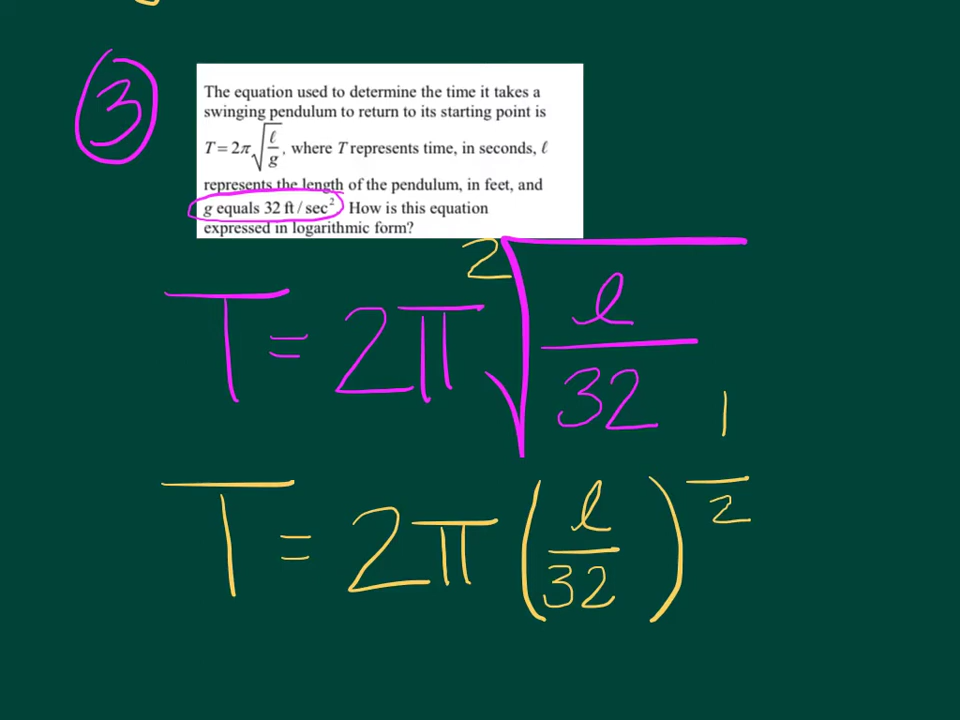 3
The equation used to determine the time it takes a
swinging pendulum to return to its starting point is
T = 2π√(ℓ/g), where T represents time, in seconds, ℓ
represents the length of the pendulum, in feet, and
g equals 32 ft / sec². How is this equation
expressed in logarithmic form?
T = 2π ²√(ℓ/32)
T = 2π (ℓ/32)^(1/2)